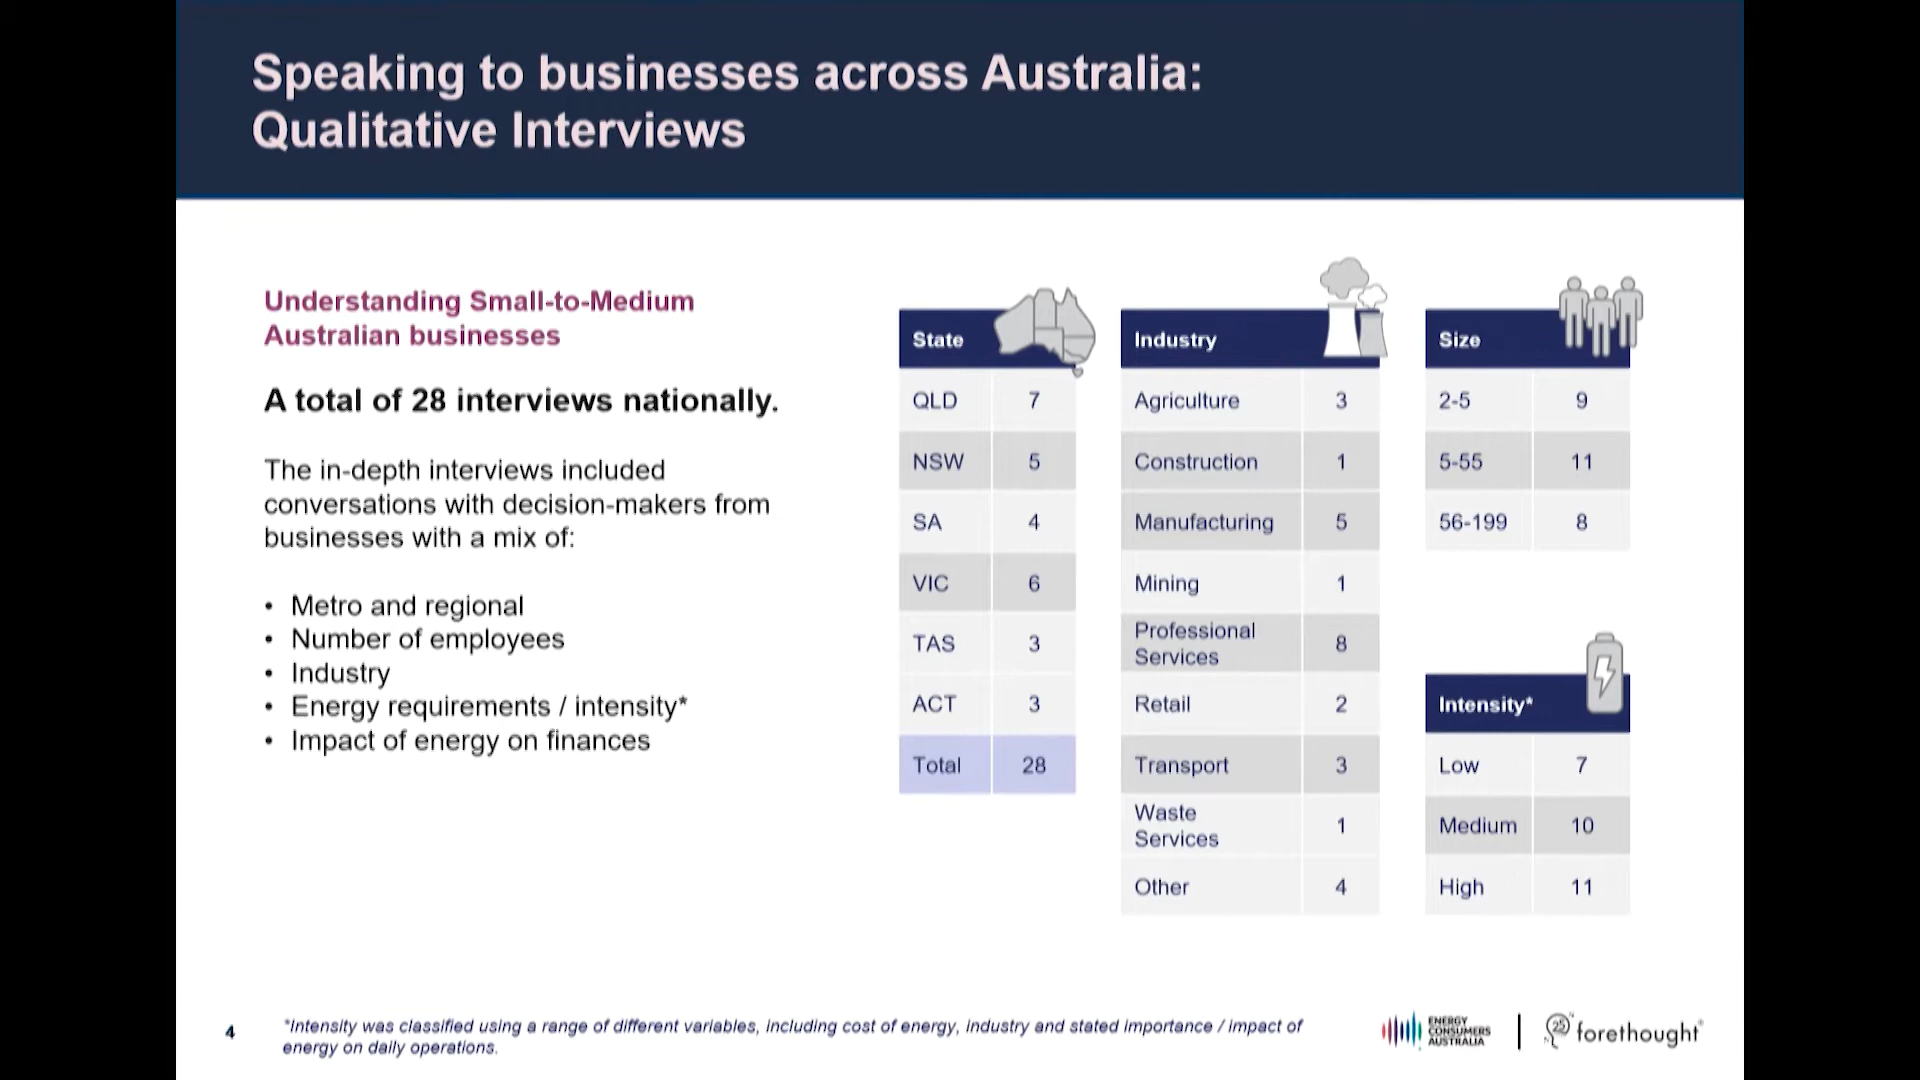 Speaking to businesses across Australia:
Qualitative Interviews
Understanding Small-to-Medium
Australian businesses
A total of 28 interviews nationally.
The in-depth interviews included
conversations with decision-makers from
businesses with a mix of:
• Metro and regional
• Number of employees
• Industry
• Energy requirements / intensity*
• Impact of energy on finances
State
QLD 7
NSW 5
SA 4
VIC 6
TAS 3
ACT 3
Total 28
Industry
Agriculture 3
Construction 1
Manufacturing 5
Mining 1
Professional
Services 8
Retail 2
Transport 3
Waste
Services 1
Other 4
Size
2-5 9
5-55 11
56-199 8
Intensity*
Low 7
Medium 10
High 11
4
*Intensity was classified using a range of different variables, including cost of energy, industry and stated importance / impact of
energy on daily operations.
ENERGY
CONSUMERS
AUSTRALIA
25
forethought